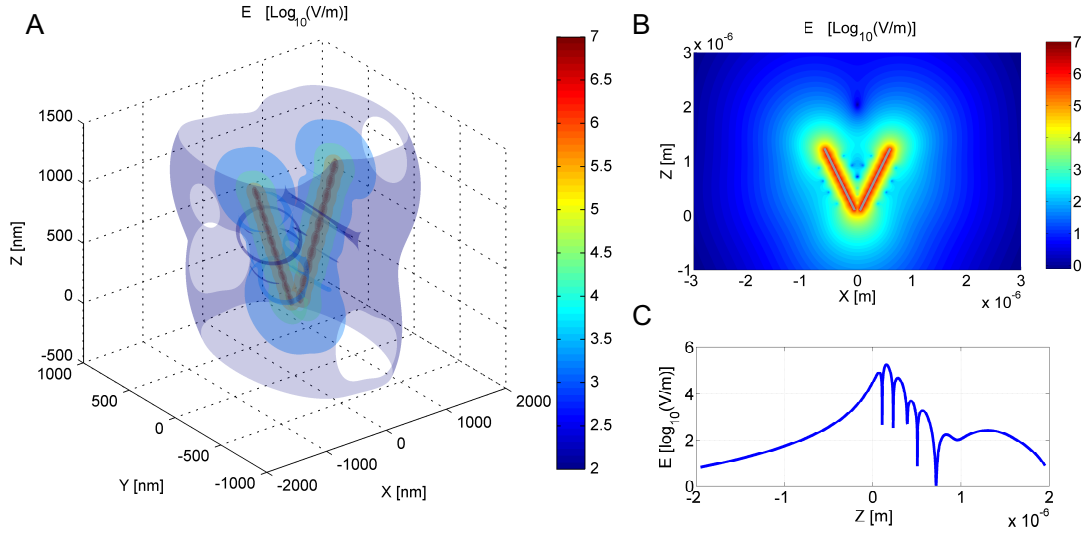 A
E [Log10(V/m)]
1500
1000
500
0
-500
Z [nm]
1000
500
0
-500
-1000
Y [nm]
-2000
-1000
0
1000
2000
X [nm]
7
6.5
6
5.5
5
4.5
4
3.5
3
2.5
2
B
E [Log10(V/m)]
x 10-6
3
2
1
0
-1
Z [m]
-3 -2 -1 0 1 2 3
X [m]
x 10-6
7
6
5
4
3
2
1
0
C
6
4
2
0
E [log10(V/m)]
-2 -1 0 1 2
Z [m]
x 10-6